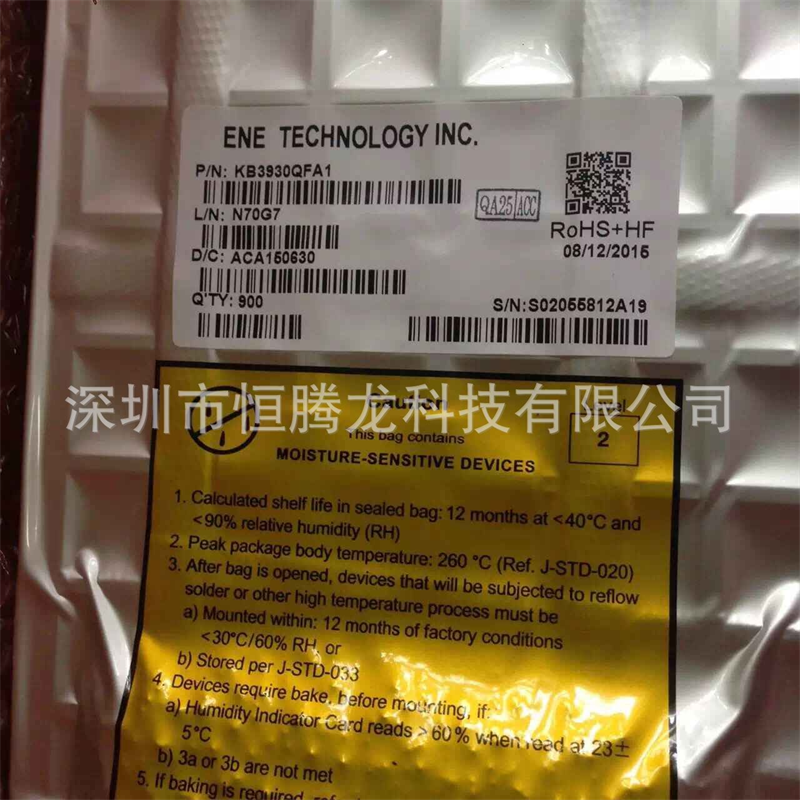 ENE TECHNOLOGY INC.
P/N: KB3930QFA1
L/N: N70G7
QA25 ACC
RoHS+HF
D/C: ACA150630
08/12/2015
Q'TY: 900
S/N:S02055812A19
深圳市恒腾龙科技有限公司
Caution
Level
This bag contains
2
MOISTURE-SENSITIVE DEVICES
1. Calculated shelf life in sealed bag: 12 months at <40°C and
<90% relative humidity (RH)
2. Peak package body temperature: 260 °C (Ref. J-STD-020)
3. After bag is opened, devices that will be subjected to reflow
solder or other high temperature process must be
a) Mounted within: 12 months of factory conditions
<30°C/60% RH, or
b) Stored per J-STD-033
4. Devices require bake, before mounting, if:
a) Humidity Indicator Card reads > 60% when read at 23±
5°C
b) 3a or 3b are not met
5. If baking is required,